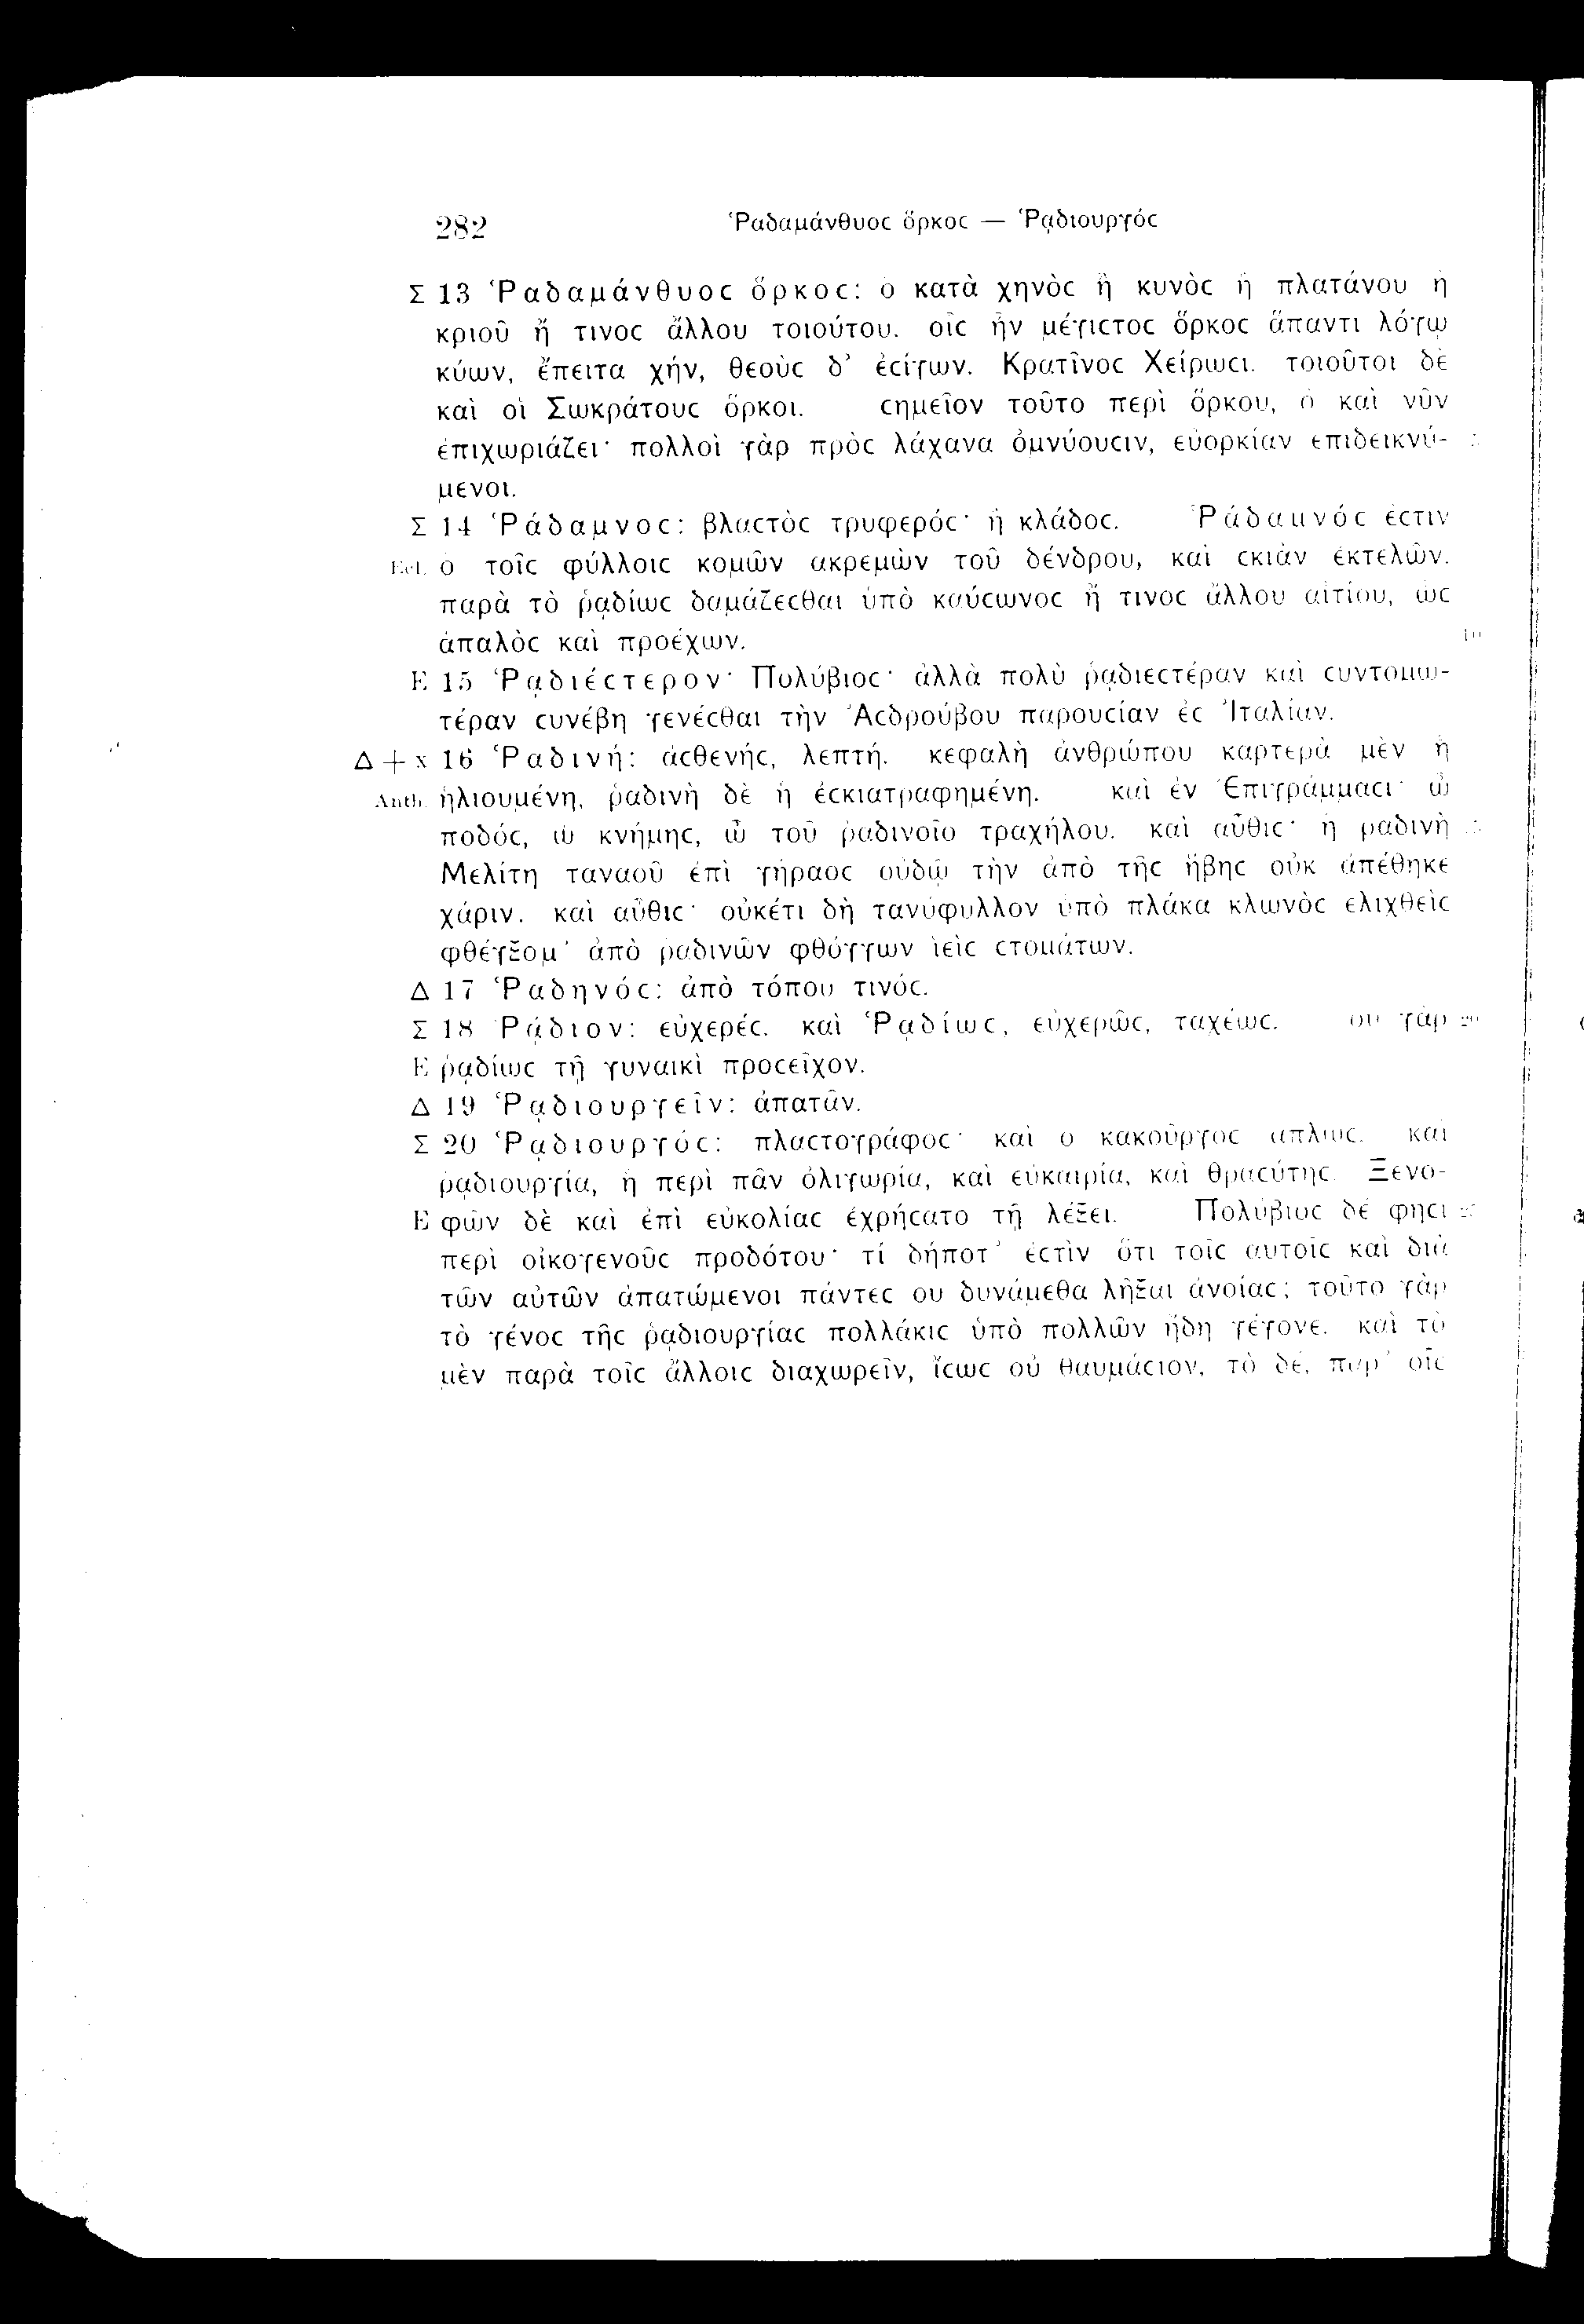 282 Ῥαδαμάνθυοϲ ὅρκοϲ — Ῥᾳδιουργόϲ
Σ 13 Ῥαδαμάνθυοϲ ὅρκοϲ: ὁ κατὰ χηνὸϲ ἢ κυνὸϲ ἢ πλατάνου ἢ
κριοῦ ἤ τινοϲ ἄλλου τοιούτου. οἷϲ ἦν μέγιϲτοϲ ὅρκοϲ ἅπαντι λόγῳ
κύων, ἔπειτα χήν, θεοὺϲ δ’ ἐϲίγων. Κρατῖνοϲ Χείρωϲι. τοιοῦτοι δὲ
καὶ οἱ Σωκράτουϲ ὅρκοι. ϲημεῖον τοῦτο περὶ ὅρκου, ὃ καὶ νῦν
ἐπιχωριάζει· πολλοὶ γὰρ πρὸϲ λάχανα ὀμνύουϲιν, εὐορκίαν ἐπιδεικνύ- 5
μενοι.
Σ 14 Ῥάδαμνοϲ: βλαϲτὸϲ τρυφερόϲ· ἢ κλάδοϲ. Ῥάδαμνόϲ ἐϲτιν
Ecl. ὁ τοῖϲ φύλλοιϲ κομῶν ἀκρεμὼν τοῦ δένδρου, καὶ ϲκιὰν ἐκτελῶν.
παρὰ τὸ ῥᾳδίωϲ δαμάζεϲθαι ὑπὸ καύϲωνοϲ ἤ τινοϲ ἄλλου αἰτίου, ὡϲ
ἁπαλὸϲ καὶ προέχων. 10
E 15 Ῥᾳδιέϲτερον· Πολύβιοϲ· ἀλλὰ πολὺ ῥᾳδιεϲτέραν καὶ ϲυντομω-
τέραν ϲυνέβη γενέϲθαι τὴν Ἀϲδρούβου παρουϲίαν ἐϲ Ἰταλίαν.
Δ + x 16 Ῥαδινή: ἀϲθενήϲ, λεπτή. κεφαλὴ ἀνθρώπου καρτερὰ μὲν ἡ
Anth. ἡλιουμένη, ῥαδινὴ δὲ ἡ ἐϲκιατραφημένη. καὶ ἐν Ἐπιγράμμαϲι· ὢ
ποδόϲ, ὢ κνήμηϲ, ὢ τοῦ ῥαδινοῖο τραχήλου. καὶ αὖθιϲ· ἡ ῥαδινὴ 15
Μελίτη ταναοῦ ἐπὶ γήραοϲ οὐδῷ τὴν ἀπὸ τῆϲ ἥβηϲ οὐκ ἀπέθηκε
χάριν. καὶ αὖθιϲ· οὐκέτι δὴ τανύφυλλον ὑπὸ πλάκα κλωνὸϲ ἑλιχθεὶϲ
φθέγξομ’ ἀπὸ ῥαδινῶν φθόγγων ἱεὶϲ ϲτομάτων.
Δ 17 Ῥαδηνόϲ: ἀπὸ τόπου τινόϲ.
Σ 18 Ῥᾴδιον: εὐχερέϲ. καὶ Ῥᾳδίωϲ, εὐχερῶϲ, ταχέωϲ. οὐ γὰρ 20
E ῥᾳδίωϲ τῇ γυναικὶ προϲεῖχον.
Δ 19 Ῥᾳδιουργεῖν: ἀπατᾶν.
Σ 20 Ῥᾳδιουργόϲ: πλαϲτογράφοϲ· καὶ ὁ κακοῦργοϲ ἁπλῶϲ. καὶ
ῥᾳδιουργία, ἡ περὶ πᾶν ὀλιγωρία, καὶ εὐκαιρία, καὶ θραϲύτηϲ. Ξενο-
E φῶν δὲ καὶ ἐπὶ εὐκολίαϲ ἐχρήϲατο τῇ λέξει. Πολύβιοϲ δέ φηϲι 25
περὶ οἰκογενοῦϲ προδότου· τί δήποτ’ ἐϲτὶν ὅτι τοῖϲ αὐτοῖϲ καὶ διὰ
τῶν αὐτῶν ἀπατώμενοι πάντεϲ οὐ δυνάμεθα λῆξαι ἀνοίαϲ; τοῦτο γὰρ
τὸ γένοϲ τῆϲ ῥᾳδιουργίαϲ πολλάκιϲ ὑπὸ πολλῶν ἤδη γέγονε. καὶ τὸ
μὲν παρὰ τοῖϲ ἄλλοιϲ διαχωρεῖν, ἴϲωϲ οὐ θαυμάϲιον, τὸ δέ, παρ’ οἷϲ